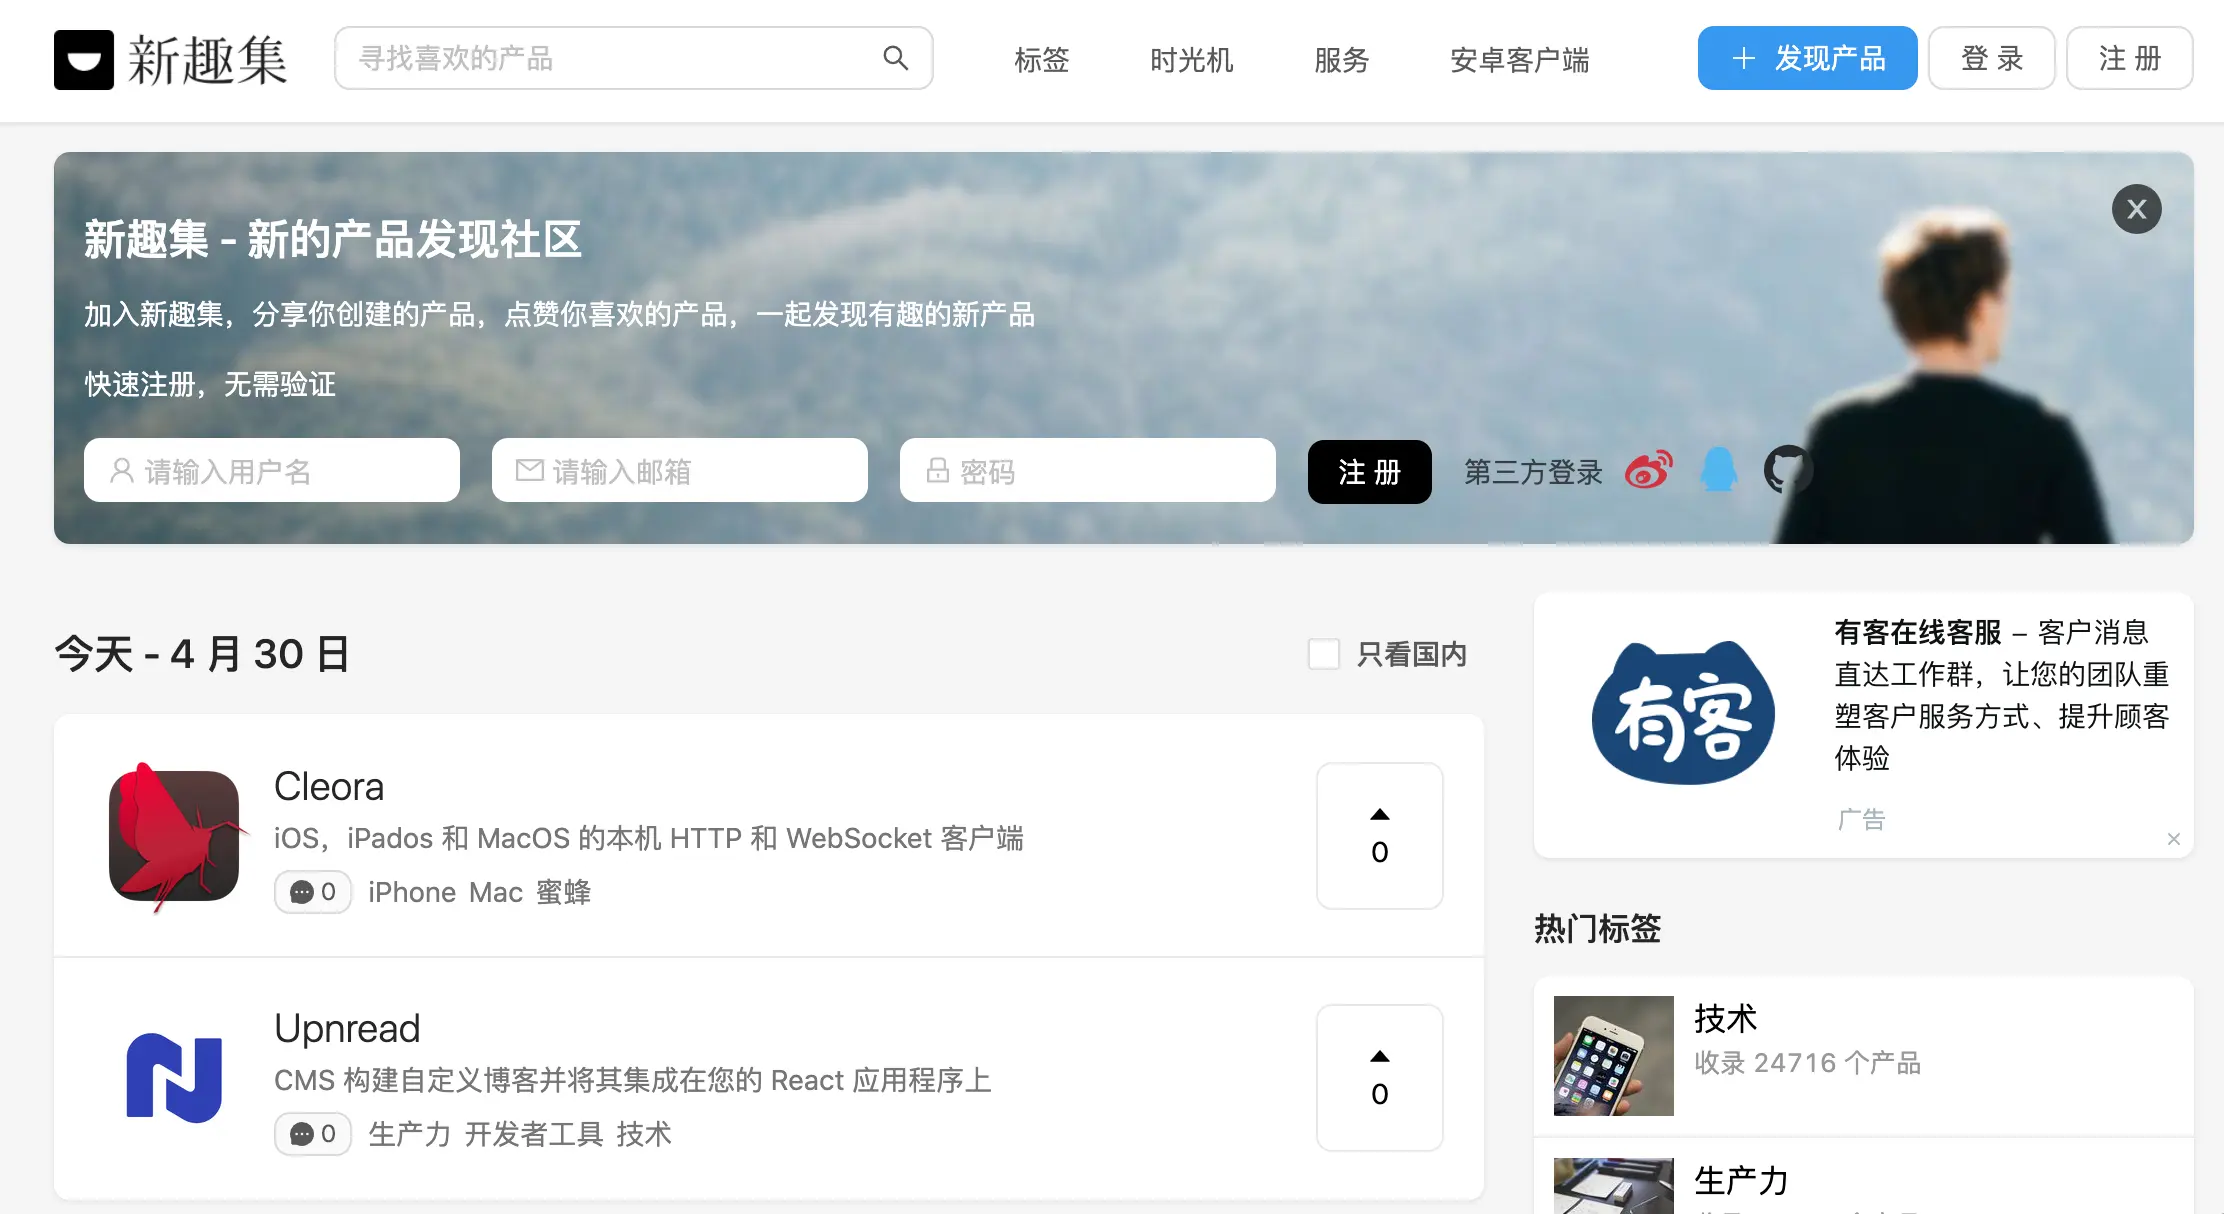 新趣集
寻找喜欢的产品
标签
时光机
服务
安卓客户端
+ 发现产品
登 录
注 册
X
新趣集 - 新的产品发现社区
加入新趣集，分享你创建的产品，点赞你喜欢的产品，一起发现有趣的新产品
快速注册，无需验证
请输入用户名
请输入邮箱
密码
注 册
第三方登录
今天 - 4 月 30 日
只看国内
Cleora
iOS，iPados 和 MacOS 的本机 HTTP 和 WebSocket 客户端
0 iPhone Mac 蜜蜂
0
Upnread
CMS 构建自定义博客并将其集成在您的 React 应用程序上
0 生产力 开发者工具 技术
0
有客
有客在线客服 – 客户消息
直达工作群，让您的团队重
塑客户服务方式、提升顾客
体验
广告
×
热门标签
技术
收录 24716 个产品
生产力